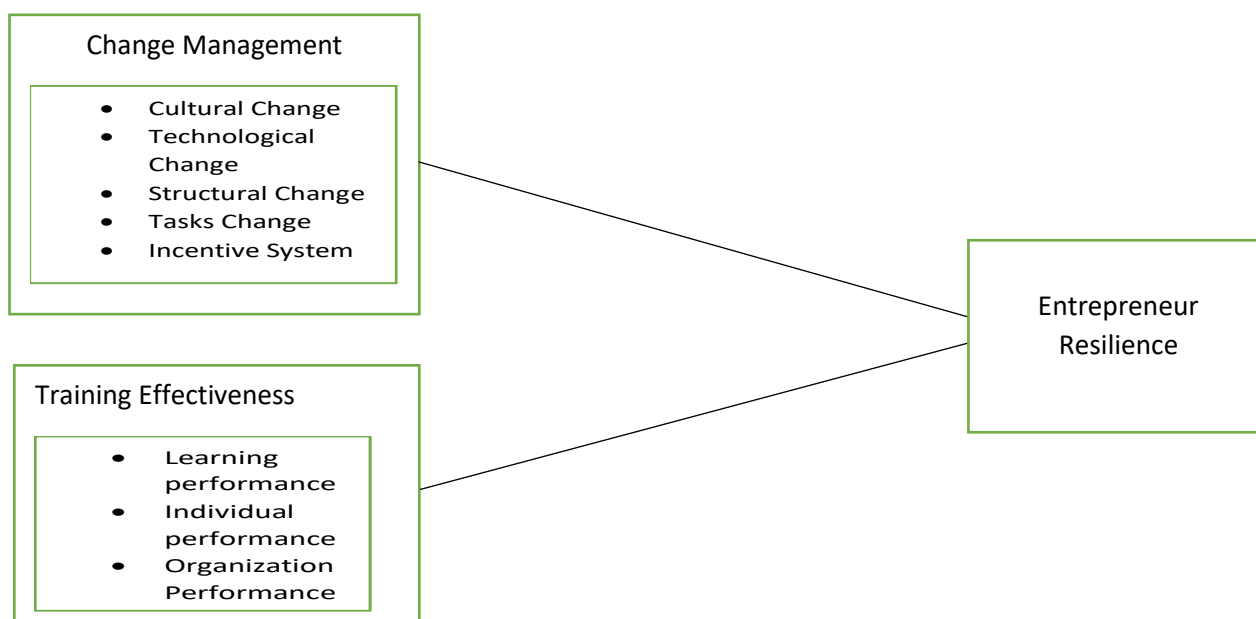 Change Management
• Cultural Change
• Technological
Change
• Structural Change
• Tasks Change
• Incentive System
Entrepreneur
Resilience
Training Effectiveness
• Learning
performance
• Individual
performance
• Organization
Performance